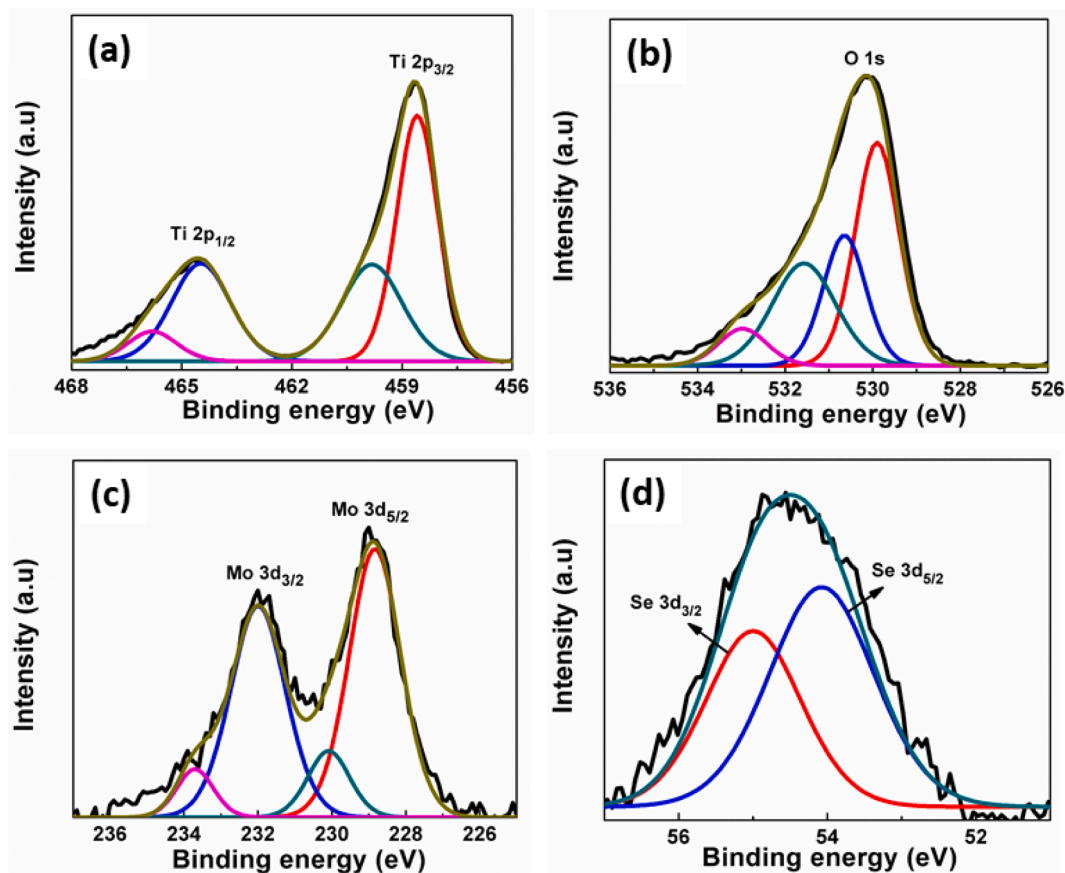 (a)
Ti 2p3/2
Ti 2p1/2
Intensity (a.u)
468 465 462 459 456
Binding energy (eV)
(b)
O 1s
Intensity (a.u)
536 534 532 530 528 526
Binding energy (eV)
(c)
Mo 3d5/2
Mo 3d3/2
Intensity (a.u)
236 234 232 230 228 226
Binding energy (eV)
(d)
Se 3d5/2
Se 3d3/2
Intensity (a.u)
56 54 52
Binding energy (eV)